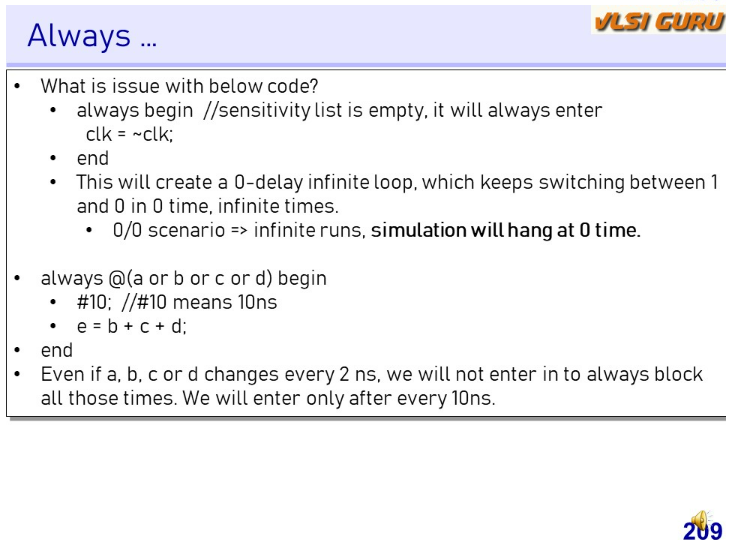 Always ...
VLSI GURU
• What is issue with below code?
• always begin //sensitivity list is empty, it will always enter
clk = ~clk;
• end
• This will create a 0-delay infinite loop, which keeps switching between 1
and 0 in 0 time, infinite times.
• 0/0 scenario => infinite runs, simulation will hang at 0 time.
• always @(a or b or c or d) begin
• #10; //#10 means 10ns
• e = b + c + d;
• end
• Even if a, b, c or d changes every 2 ns, we will not enter in to always block
all those times. We will enter only after every 10ns.
209